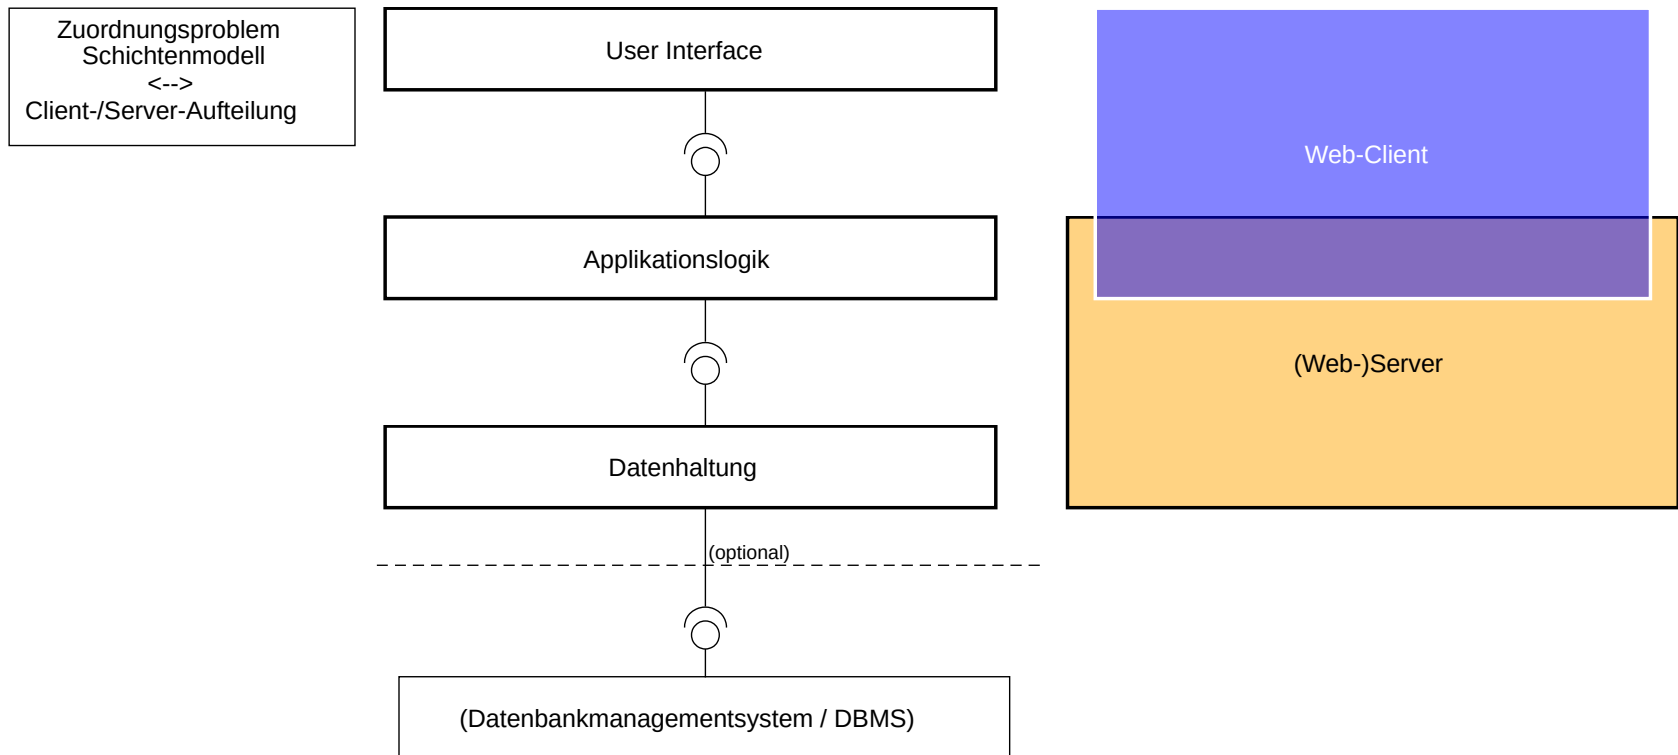 Zuordnungsproblem
Schichtenmodell
<-->
Client-/Server-Aufteilung
User Interface
Web-Client
Applikationslogik
(Web-)Server
Datenhaltung
(optional)
(Datenbankmanagementsystem / DBMS)